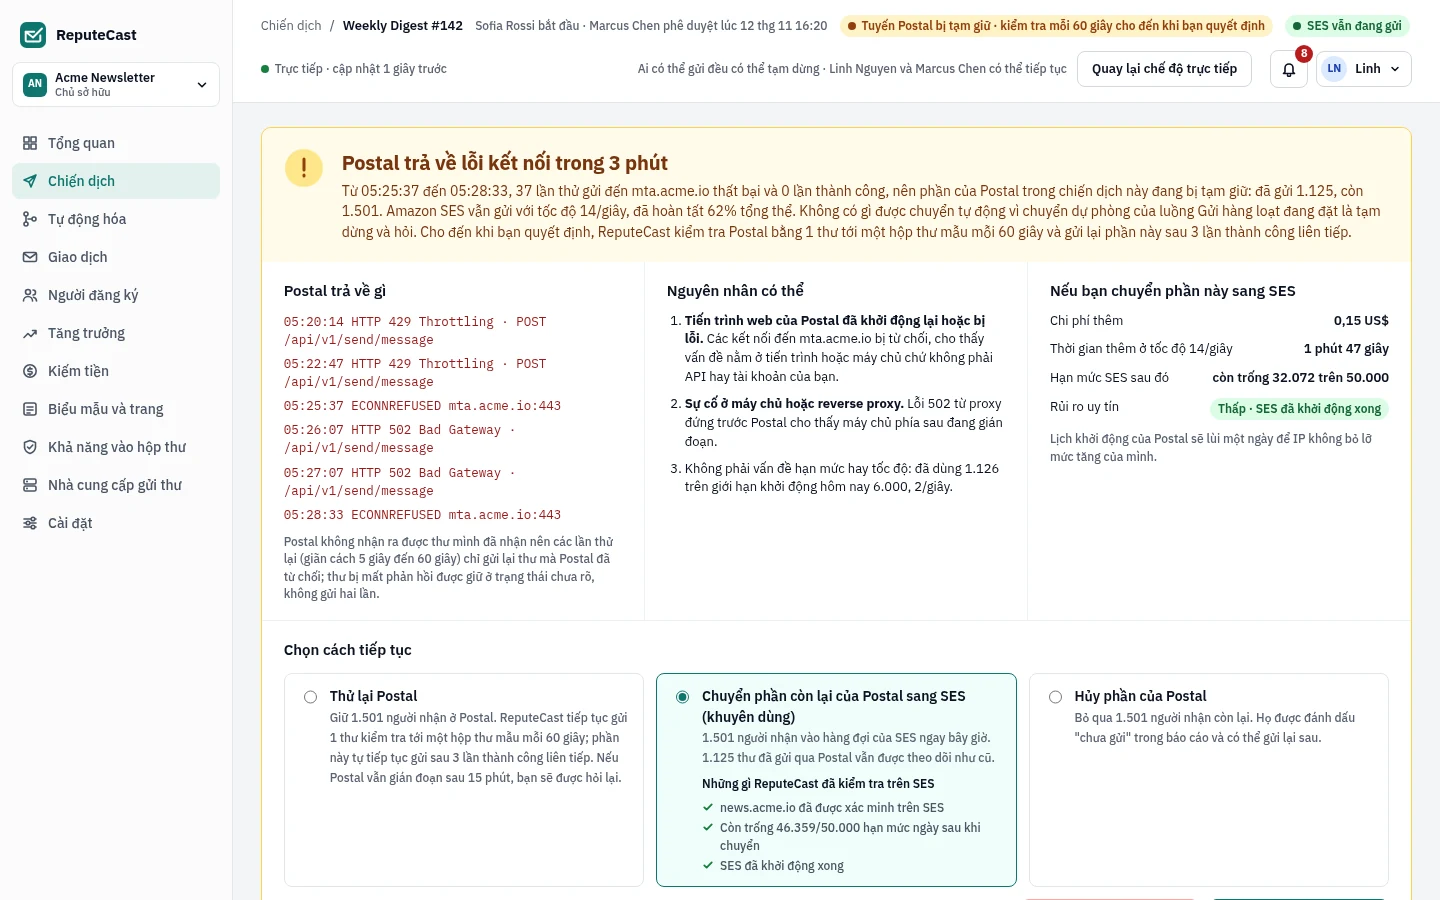 ReputeCast
AN
Acme Newsletter
Chủ sở hữu
Tổng quan
Chiến dịch
Tự động hóa
Giao dịch
Người đăng ký
Tăng trưởng
Kiếm tiền
Biểu mẫu và trang
Khả năng vào hộp thư
Nhà cung cấp gửi thư
Cài đặt
Chiến dịch / Weekly Digest #142 Sofia Rossi bắt đầu · Marcus Chen phê duyệt lúc 12 thg 11 16:20
Tuyến Postal bị tạm giữ · kiểm tra mỗi 60 giây cho đến khi bạn quyết định
SES vẫn đang gửi
Trực tiếp · cập nhật 1 giây trước
Ai có thể gửi đều có thể tạm dừng · Linh Nguyen và Marcus Chen có thể tiếp tục
Quay lại chế độ trực tiếp
8
LN Linh
Postal trả về lỗi kết nối trong 3 phút
Từ 05:25:37 đến 05:28:33, 37 lần thử gửi đến mta.acme.io thất bại và 0 lần thành công, nên phần của Postal trong chiến dịch này đang bị tạm giữ: đã gửi 1.125, còn
1.501. Amazon SES vẫn gửi với tốc độ 14/giây, đã hoàn tất 62% tổng thể. Không có gì được chuyển tự động vì chuyển dự phòng của luồng Gửi hàng loạt đang đặt là tạm
dừng và hỏi. Cho đến khi bạn quyết định, ReputeCast kiểm tra Postal bằng 1 thư tới một hộp thư mẫu mỗi 60 giây và gửi lại phần này sau 3 lần thành công liên tiếp.
Postal trả về gì
05:20:14 HTTP 429 Throttling · POST
/api/v1/send/message
05:22:47 HTTP 429 Throttling · POST
/api/v1/send/message
05:25:37 ECONNREFUSED mta.acme.io:443
05:26:07 HTTP 502 Bad Gateway ·
/api/v1/send/message
05:27:07 HTTP 502 Bad Gateway ·
/api/v1/send/message
05:28:33 ECONNREFUSED mta.acme.io:443
Postal không nhận ra được thư mình đã nhận nên các lần thử
lại (giãn cách 5 giây đến 60 giây) chỉ gửi lại thư mà Postal đã
từ chối; thư bị mất phản hồi được giữ ở trạng thái chưa rõ,
không gửi hai lần.
Nguyên nhân có thể
1. Tiến trình web của Postal đã khởi động lại hoặc bị
lỗi. Các kết nối đến mta.acme.io bị từ chối, cho thấy
vấn đề nằm ở tiến trình hoặc máy chủ chứ không phải
API hay tài khoản của bạn.
2. Sự cố ở máy chủ hoặc reverse proxy. Lỗi 502 từ proxy
đứng trước Postal cho thấy máy chủ phía sau đang gián
đoạn.
3. Không phải vấn đề hạn mức hay tốc độ: đã dùng 1.126
trên giới hạn khởi động hôm nay 6.000, 2/giây.
Nếu bạn chuyển phần này sang SES
Chi phí thêm 0,15 US$
Thời gian thêm ở tốc độ 14/giây 1 phút 47 giây
Hạn mức SES sau đó còn trống 32.072 trên 50.000
Rủi ro uy tín Thấp · SES đã khởi động xong
Lịch khởi động của Postal sẽ lùi một ngày để IP không bỏ lỡ
mức tăng của mình.
Chọn cách tiếp tục
Thử lại Postal
Giữ 1.501 người nhận ở Postal. ReputeCast tiếp tục gửi
1 thư kiểm tra tới một hộp thư mẫu mỗi 60 giây; phần
này tự tiếp tục gửi sau 3 lần thành công liên tiếp. Nếu
Postal vẫn gián đoạn sau 15 phút, bạn sẽ được hỏi lại.
Chuyển phần còn lại của Postal sang SES
(khuyên dùng)
1.501 người nhận vào hàng đợi của SES ngay bây giờ.
1.125 thư đã gửi qua Postal vẫn được theo dõi như cũ.
Những gì ReputeCast đã kiểm tra trên SES
news.acme.io đã được xác minh trên SES
Còn trống 46.359/50.000 hạn mức ngày sau khi
chuyển
SES đã khởi động xong
Hủy phần của Postal
Bỏ qua 1.501 người nhận còn lại. Họ được đánh dấu
"chưa gửi" trong báo cáo và có thể gửi lại sau.